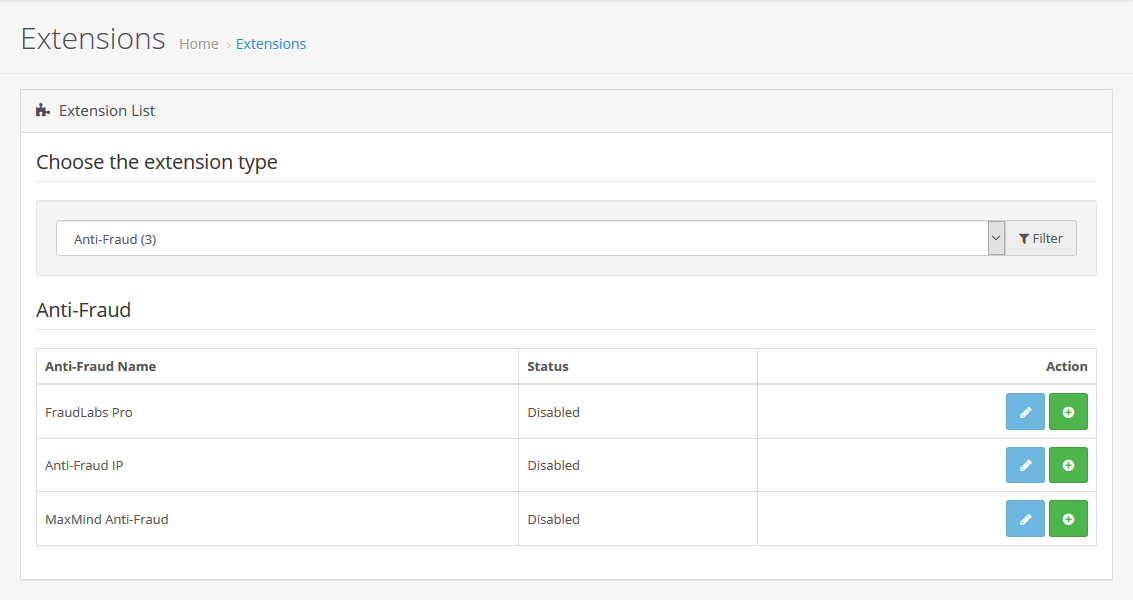 Extensions Home › Extensions
Extension List
Choose the extension type
Anti-Fraud (3) Filter
Anti-Fraud
Anti-Fraud Name Status Action
FraudLabs Pro Disabled
Anti-Fraud IP Disabled
MaxMind Anti-Fraud Disabled